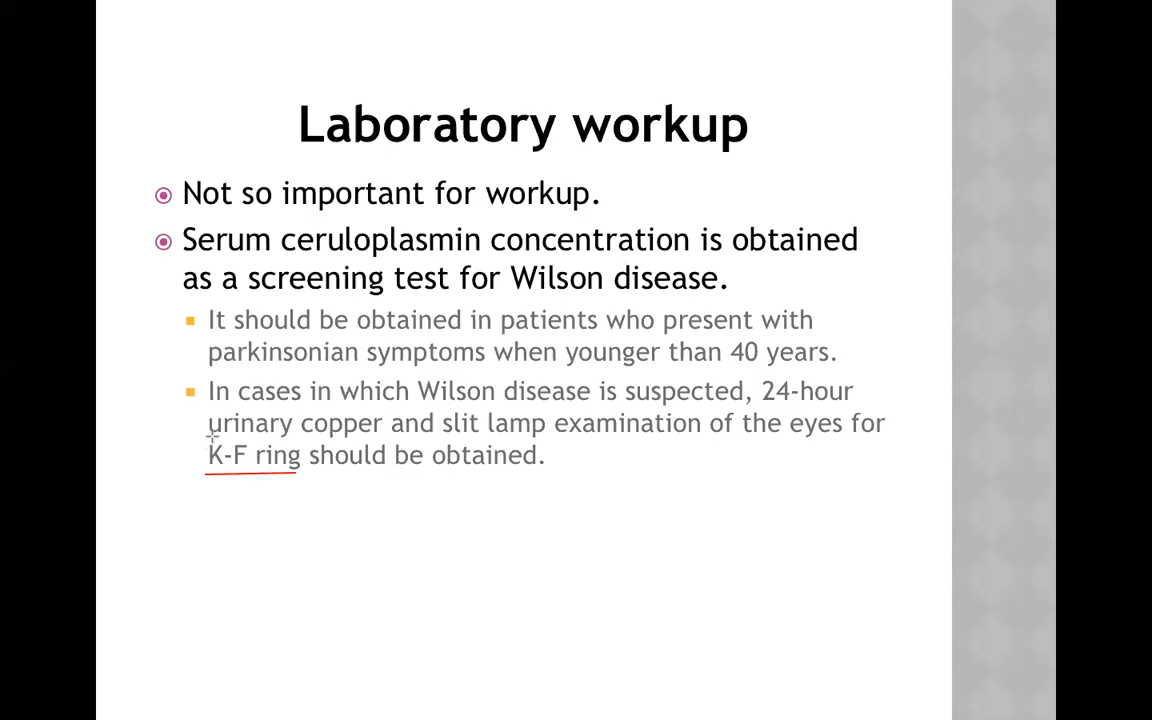 Laboratory workup
Not so important for workup.
Serum ceruloplasmin concentration is obtained
as a screening test for Wilson disease.
It should be obtained in patients who present with
parkinsonian symptoms when younger than 40 years.
In cases in which Wilson disease is suspected, 24-hour
urinary copper and slit lamp examination of the eyes for
K-F ring should be obtained.